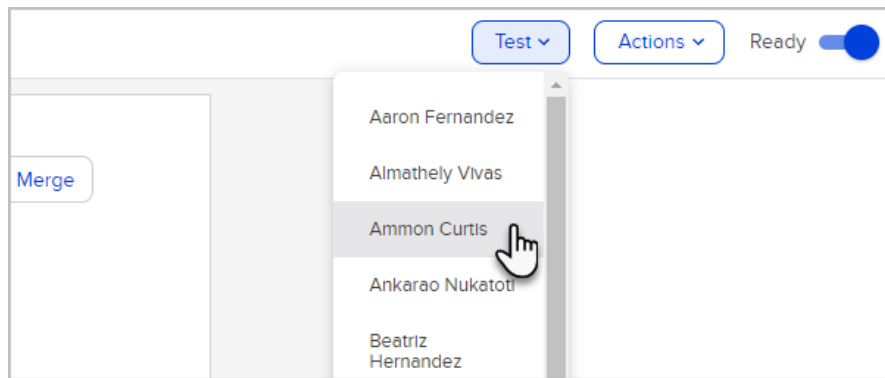 Test
Actions
Ready
Merge
Aaron Fernandez
Almathely Vivas
Ammon Curtis
Ankarao Nukatoti
Beatriz
Hernandez